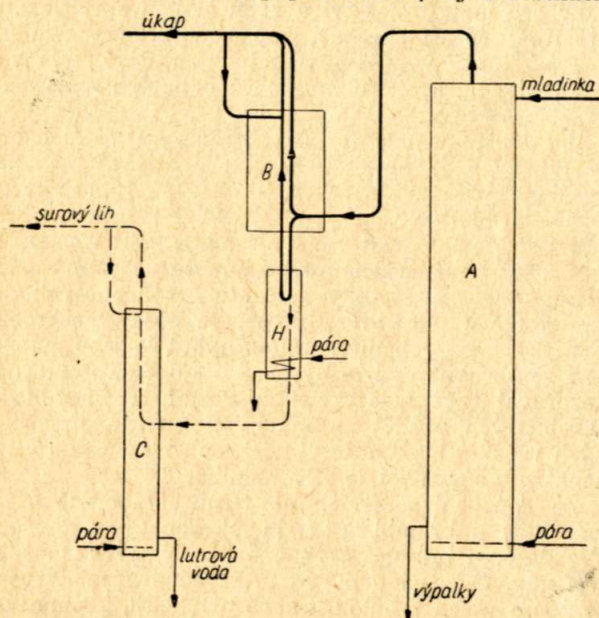 úkap
mladinka
B
surový líh
A
H
pára
C
pára
lutrová
voda
pára
výpalky